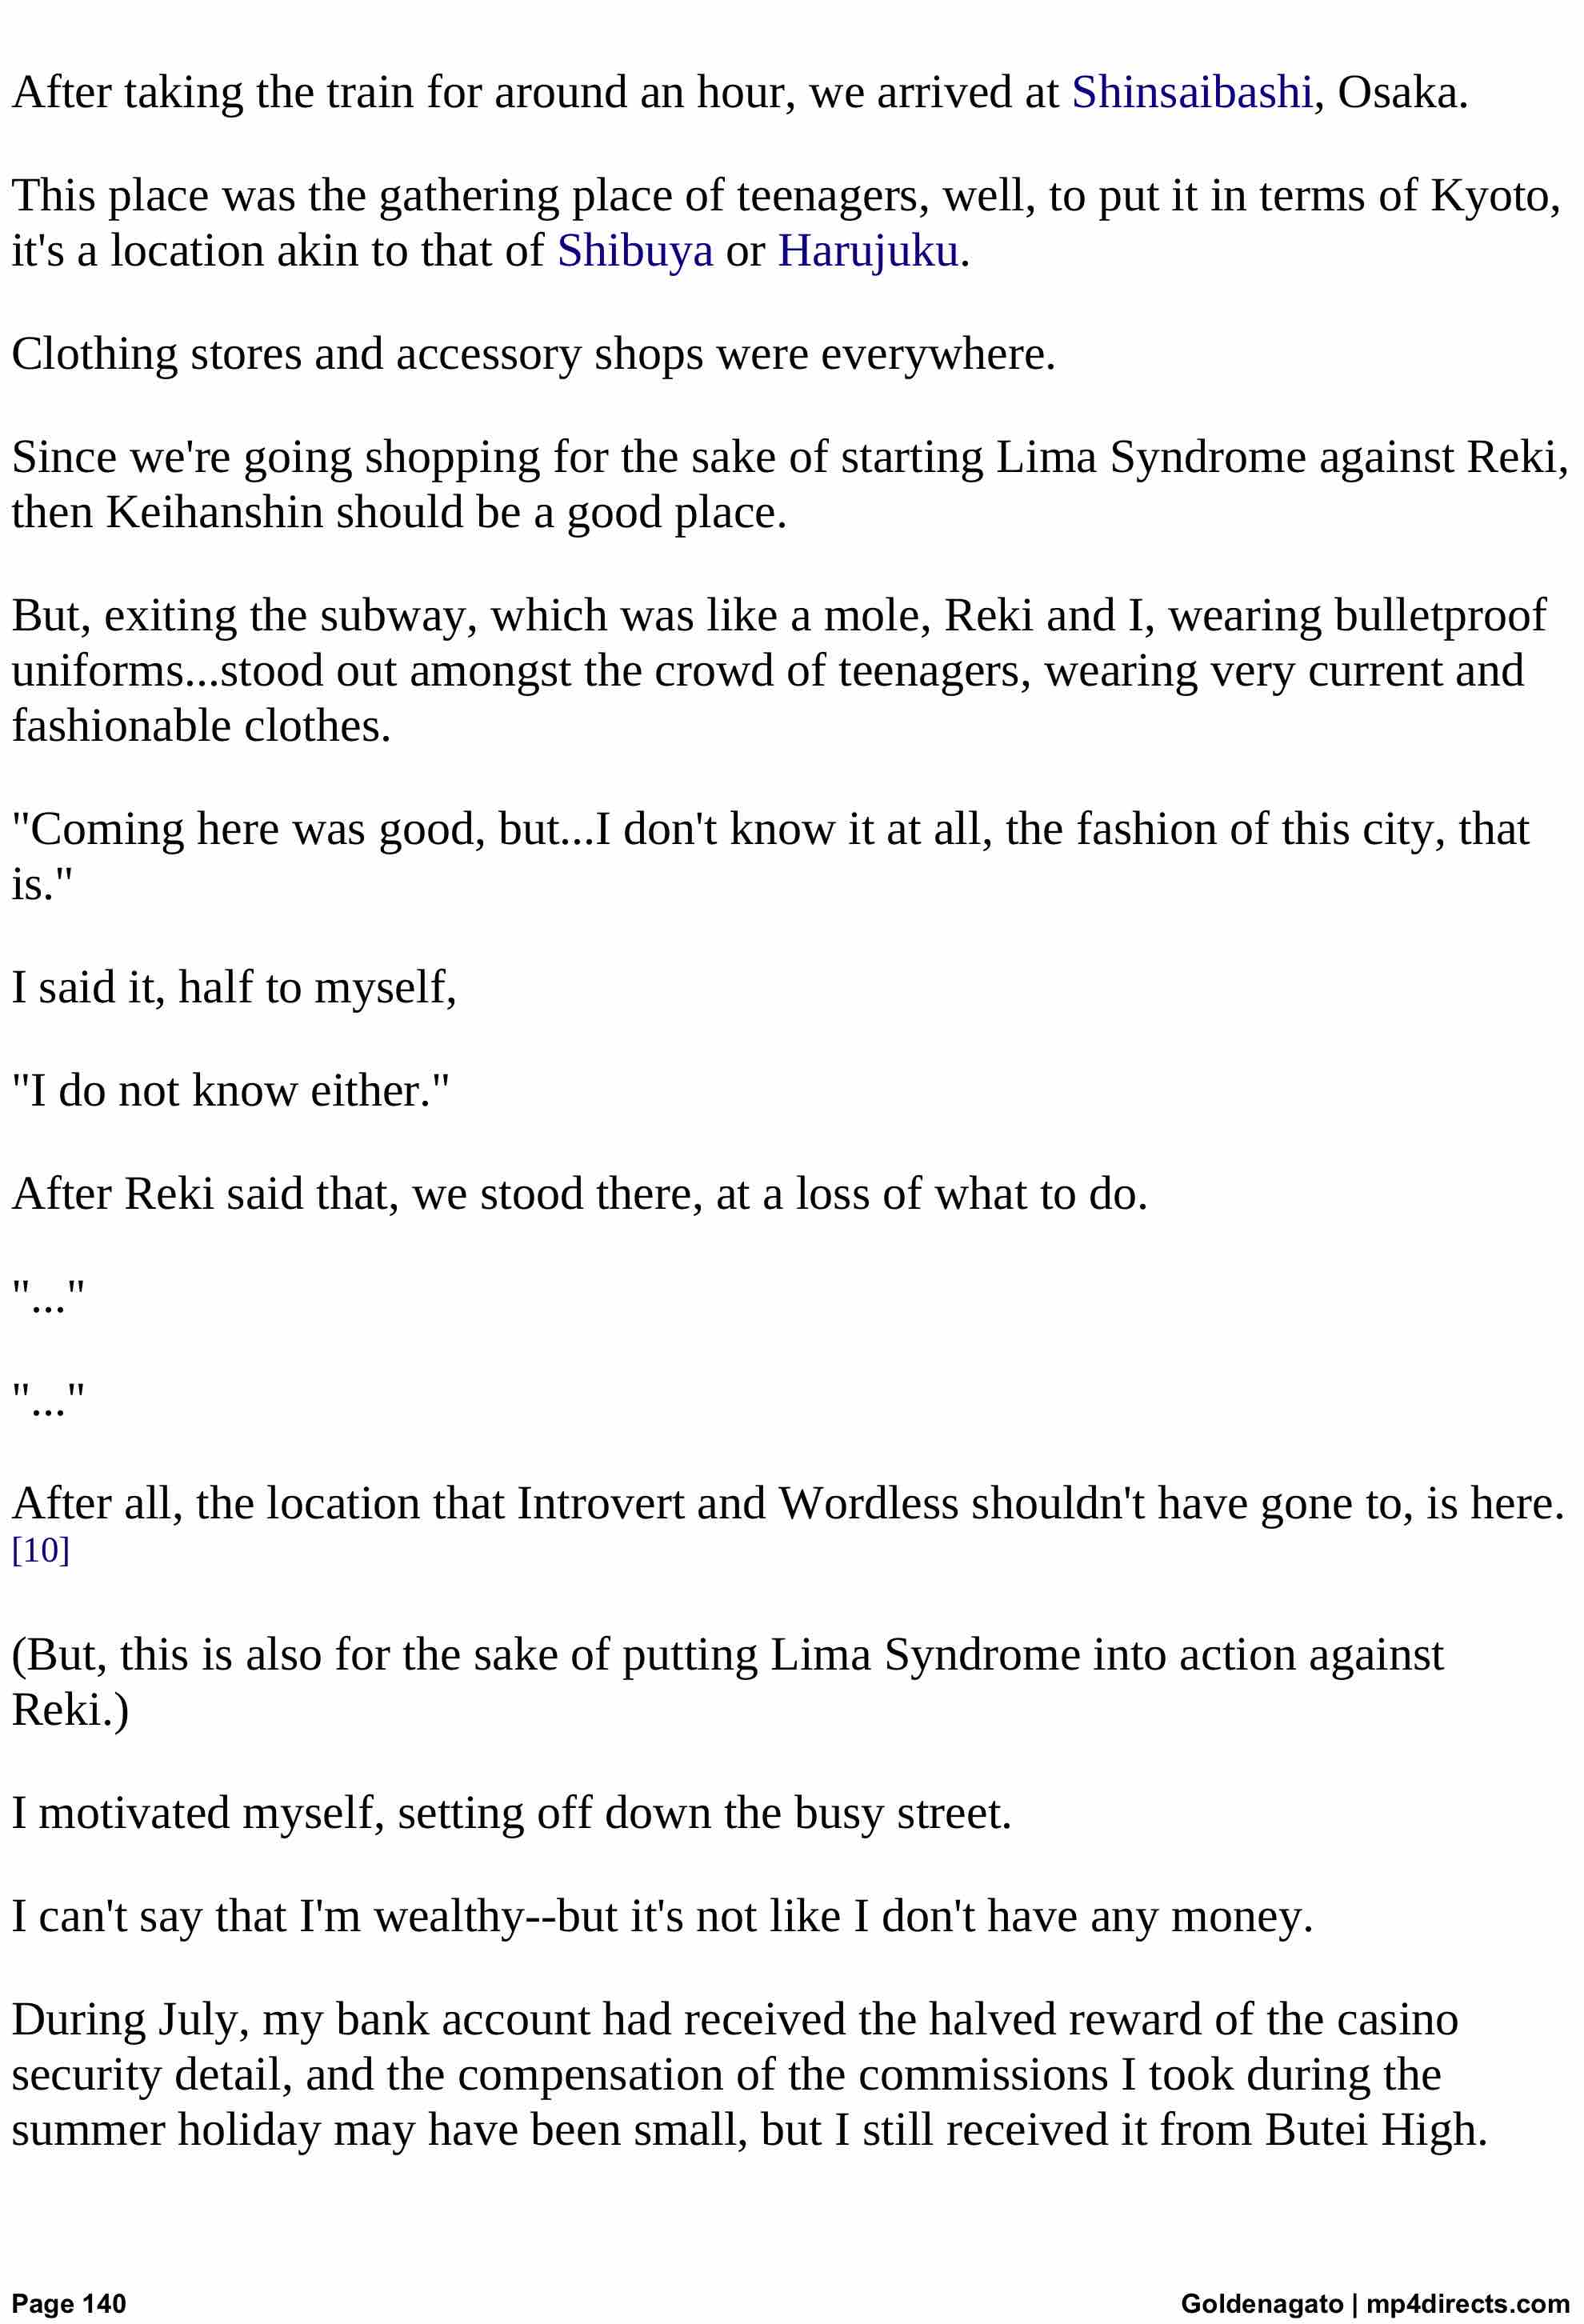 After taking the train for around an hour, we arrived at Shinsaibashi, Osaka.
This place was the gathering place of teenagers, well, to put it in terms of Kyoto,
it's a location akin to that of Shibuya or Harujuku.
Clothing stores and accessory shops were everywhere.
Since we're going shopping for the sake of starting Lima Syndrome against Reki,
then Keihanshin should be a good place.
But, exiting the subway, which was like a mole, Reki and I, wearing bulletproof
uniforms...stood out amongst the crowd of teenagers, wearing very current and
fashionable clothes.
"Coming here was good, but...I don't know it at all, the fashion of this city, that
is."
I said it, half to myself,
"I do not know either."
After Reki said that, we stood there, at a loss of what to do.
"..."
"..."
After all, the location that Introvert and Wordless shouldn't have gone to, is here.
[10]
(But, this is also for the sake of putting Lima Syndrome into action against
Reki.)
I motivated myself, setting off down the busy street.
I can't say that I'm wealthy--but it's not like I don't have any money.
During July, my bank account had received the halved reward of the casino
security detail, and the compensation of the commissions I took during the
summer holiday may have been small, but I still received it from Butei High.
Page 140
Goldenagato | mp4directs.com